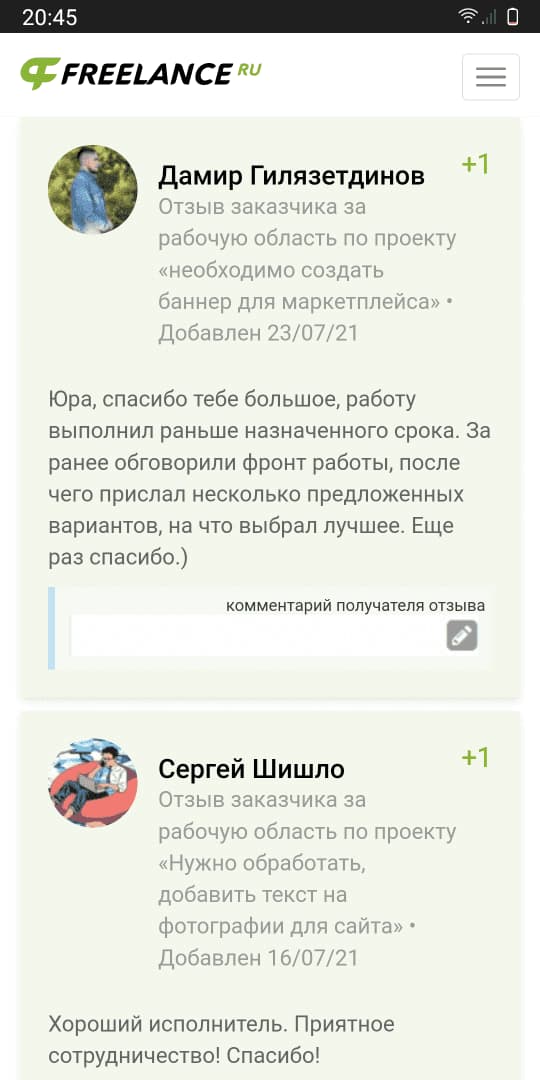 20:45
FREELANCE RU
Дамир Гилязетдинов
+1
Отзыв заказчика за
рабочую область по проекту
«необходимо создать
баннер для маркетплейса» •
Добавлен 23/07/21
Юра, спасибо тебе большое, работу
выполнил раньше назначенного срока. За
ранее обговорили фронт работы, после
чего прислал несколько предложенных
вариантов, на что выбрал лучшее. Еще
раз спасибо.)
комментарий получателя отзыва
Сергей Шишло
+1
Отзыв заказчика за
рабочую область по проекту
«Нужно обработать,
добавить текст на
фотографии для сайта» •
Добавлен 16/07/21
Хороший исполнитель. Приятное
сотрудничество! Спасибо!